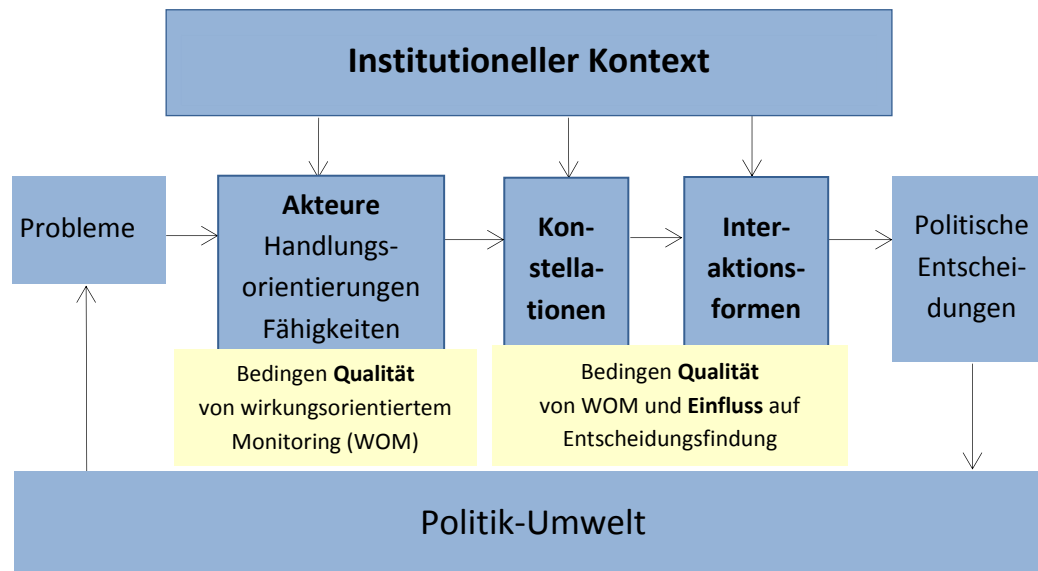 Institutioneller Kontext
Probleme
Akteure
Handlungs-
orientierungen
Fähigkeiten
Kon-
stella-
tionen
Inter-
aktions-
formen
Politische
Entschei-
dungen
Bedingen Qualität
von wirkungsorientiertem
Monitoring (WOM)
Bedingen Qualität
von WOM und Einfluss auf
Entscheidungsfindung
Politik-Umwelt